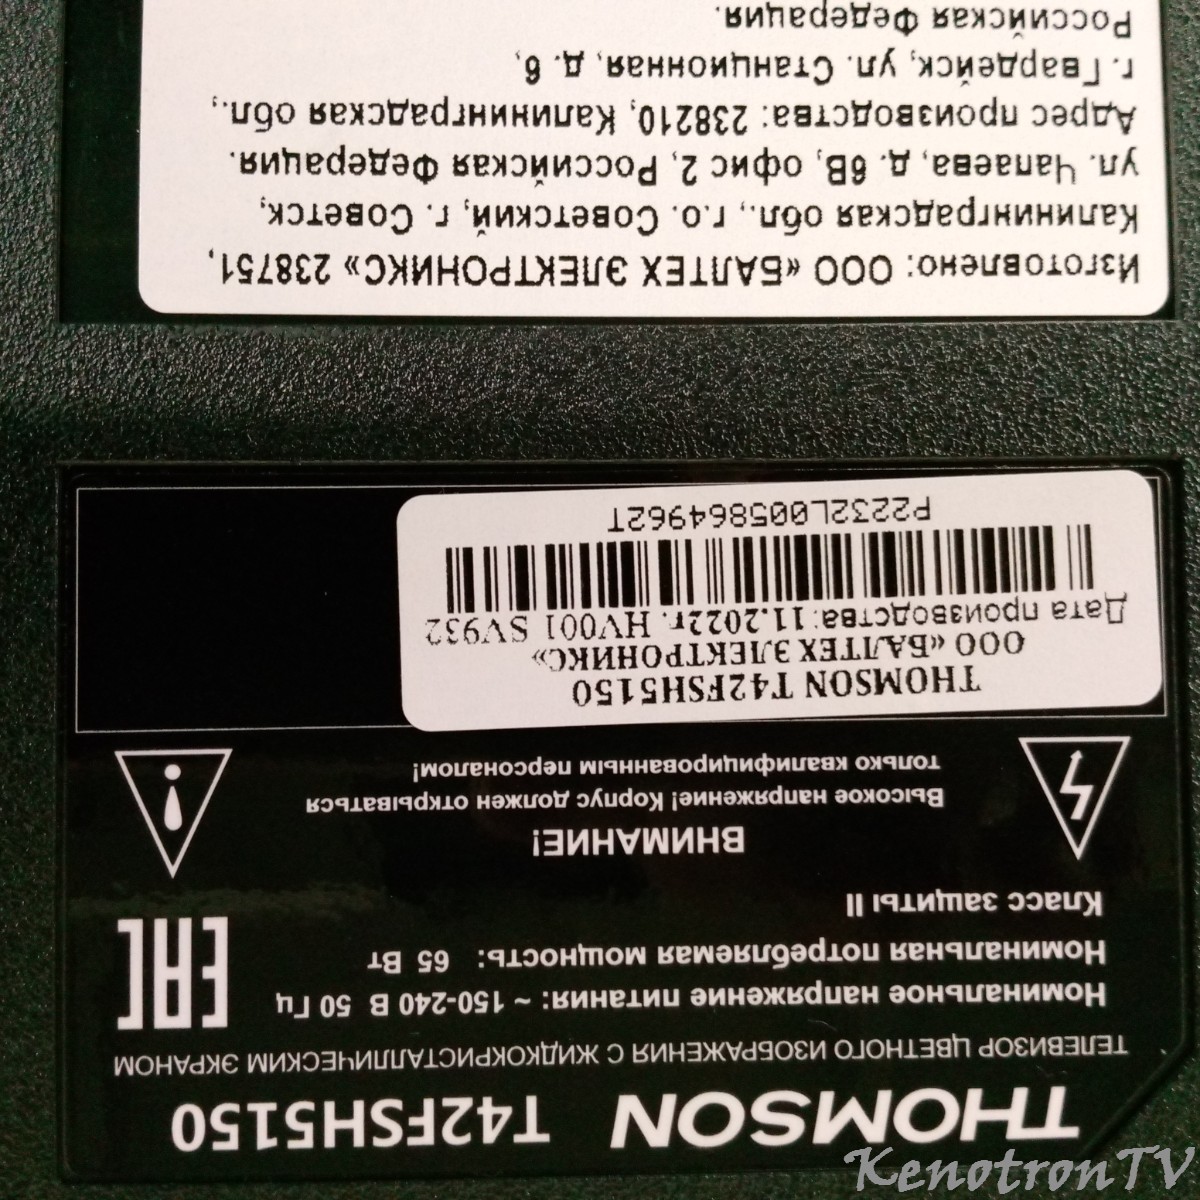 THOMSON T42FSH5150
ТЕЛЕВИЗОР ЦВЕТНОГО ИЗОБРАЖЕНИЯ С ЖИДКОКРИСТАЛЛИЧЕСКИМ ЭКРАНОМ
Номинальное напряжение питания: ~ 150-240 В 50 Гц
Номинальная потребляемая мощность: 65 Вт
Класс защиты II
EAC
ВНИМАНИЕ!
Высокое напряжение! Корпус должен открываться
только квалифицированным персоналом!
THOMSON T42FSH5150
ООО «БАЛТЕХ ЭЛЕКТРОНИКС»
Дата производства: 11.2022г. HV001 SV932
P2232L005864962T
Изготовлено: ООО «БАЛТЕХ ЭЛЕКТРОНИКС» 238751,
Калининградская обл., г.о. Советский, г. Советск,
ул. Чапаева, д. 6В, офис 2, Российская Федерация.
Адрес производства: 238210, Калининградская обл.,
г. Гвардейск, ул. Станционная, д. 6,
Российская Федерация.
KenotronTV